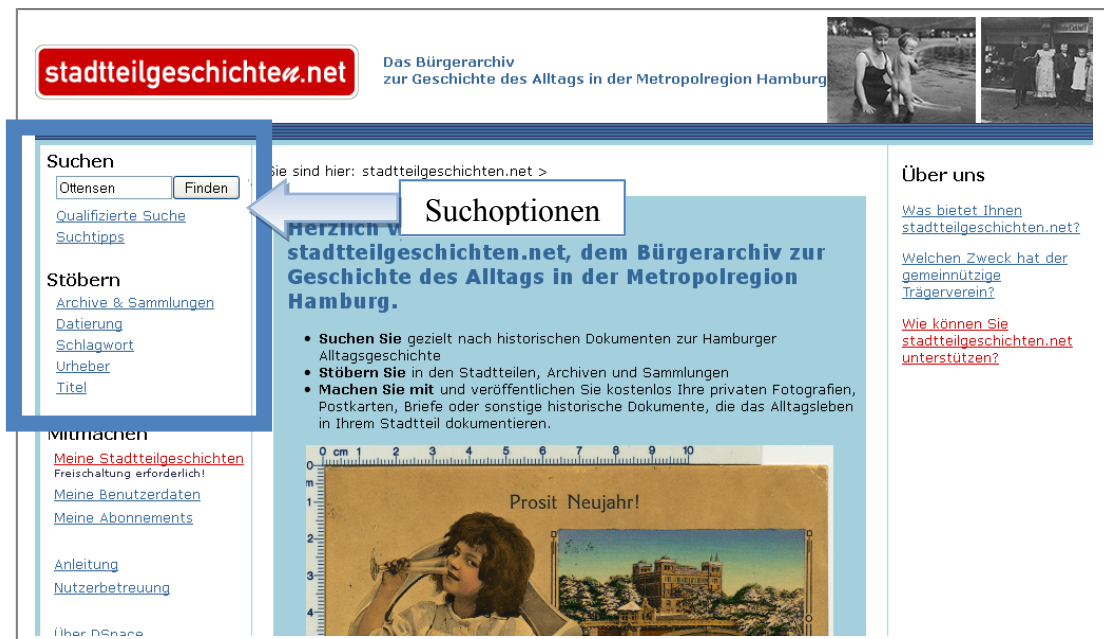 stadtteilgeschichten.net
Das Bürgerarchiv
zur Geschichte des Alltags in der Metropolregion Hamburg
Suchen
Ottensen
Finden
Qualifizierte Suche
Suchtipps
Stöbern
Archive & Sammlungen
Datierung
Schlagwort
Urheber
Titel
Mitmachen
Meine Stadtteilgeschichten
Freischaltung erforderlich!
Meine Benutzerdaten
Meine Abonnements
Anleitung
Nutzerbetreuung
Über DSpace
Sie sind hier: stadtteilgeschichten.net >
Suchoptionen
Herzlich
stadtteilgeschichten.net, dem Bürgerarchiv zur
Geschichte des Alltags in der Metropolregion
Hamburg.
• Suchen Sie gezielt nach historischen Dokumenten zur Hamburger
Alltagsgeschichte
• Stöbern Sie in den Stadtteilen, Archiven und Sammlungen
• Machen Sie mit und veröffentlichen Sie kostenlos Ihre privaten Fotografien,
Postkarten, Briefe oder sonstige historische Dokumente, die das Alltagsleben
in Ihrem Stadtteil dokumentieren.
0 cm 1 2 3 4 5 6 7 8 9 10
0
m
1
2
3
4
Prosit Neujahr!
Über uns
Was bietet Ihnen
stadtteilgeschichten.net?
Welchen Zweck hat der
gemeinnützige
Trägerverein?
Wie können Sie
stadtteilgeschichten.net
unterstützen?